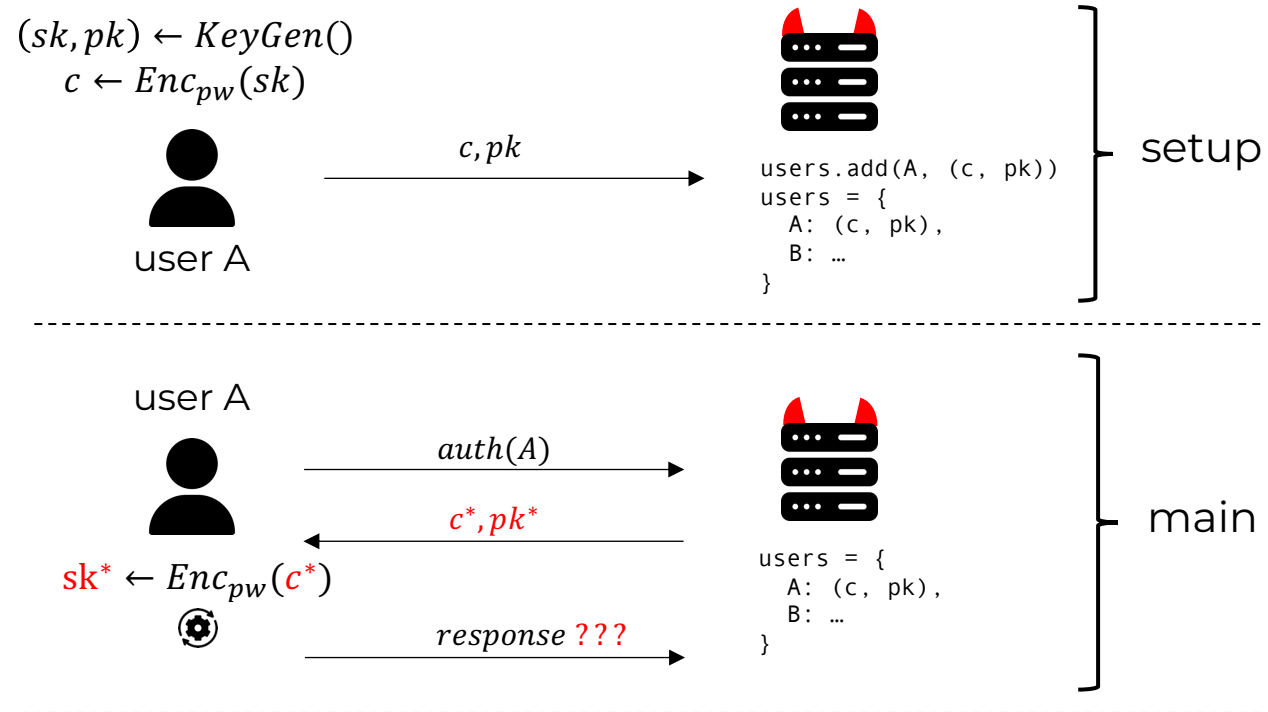 (sk, pk) ← KeyGen()
c ← Enc_pw(sk)
user A
c, pk
users.add(A, (c, pk))
users = {
  A: (c, pk),
  B: …
}
setup
user A
auth(A)
c*, pk*
sk* ← Enc_pw(c*)
response ???
users = {
  A: (c, pk),
  B: …
}
main